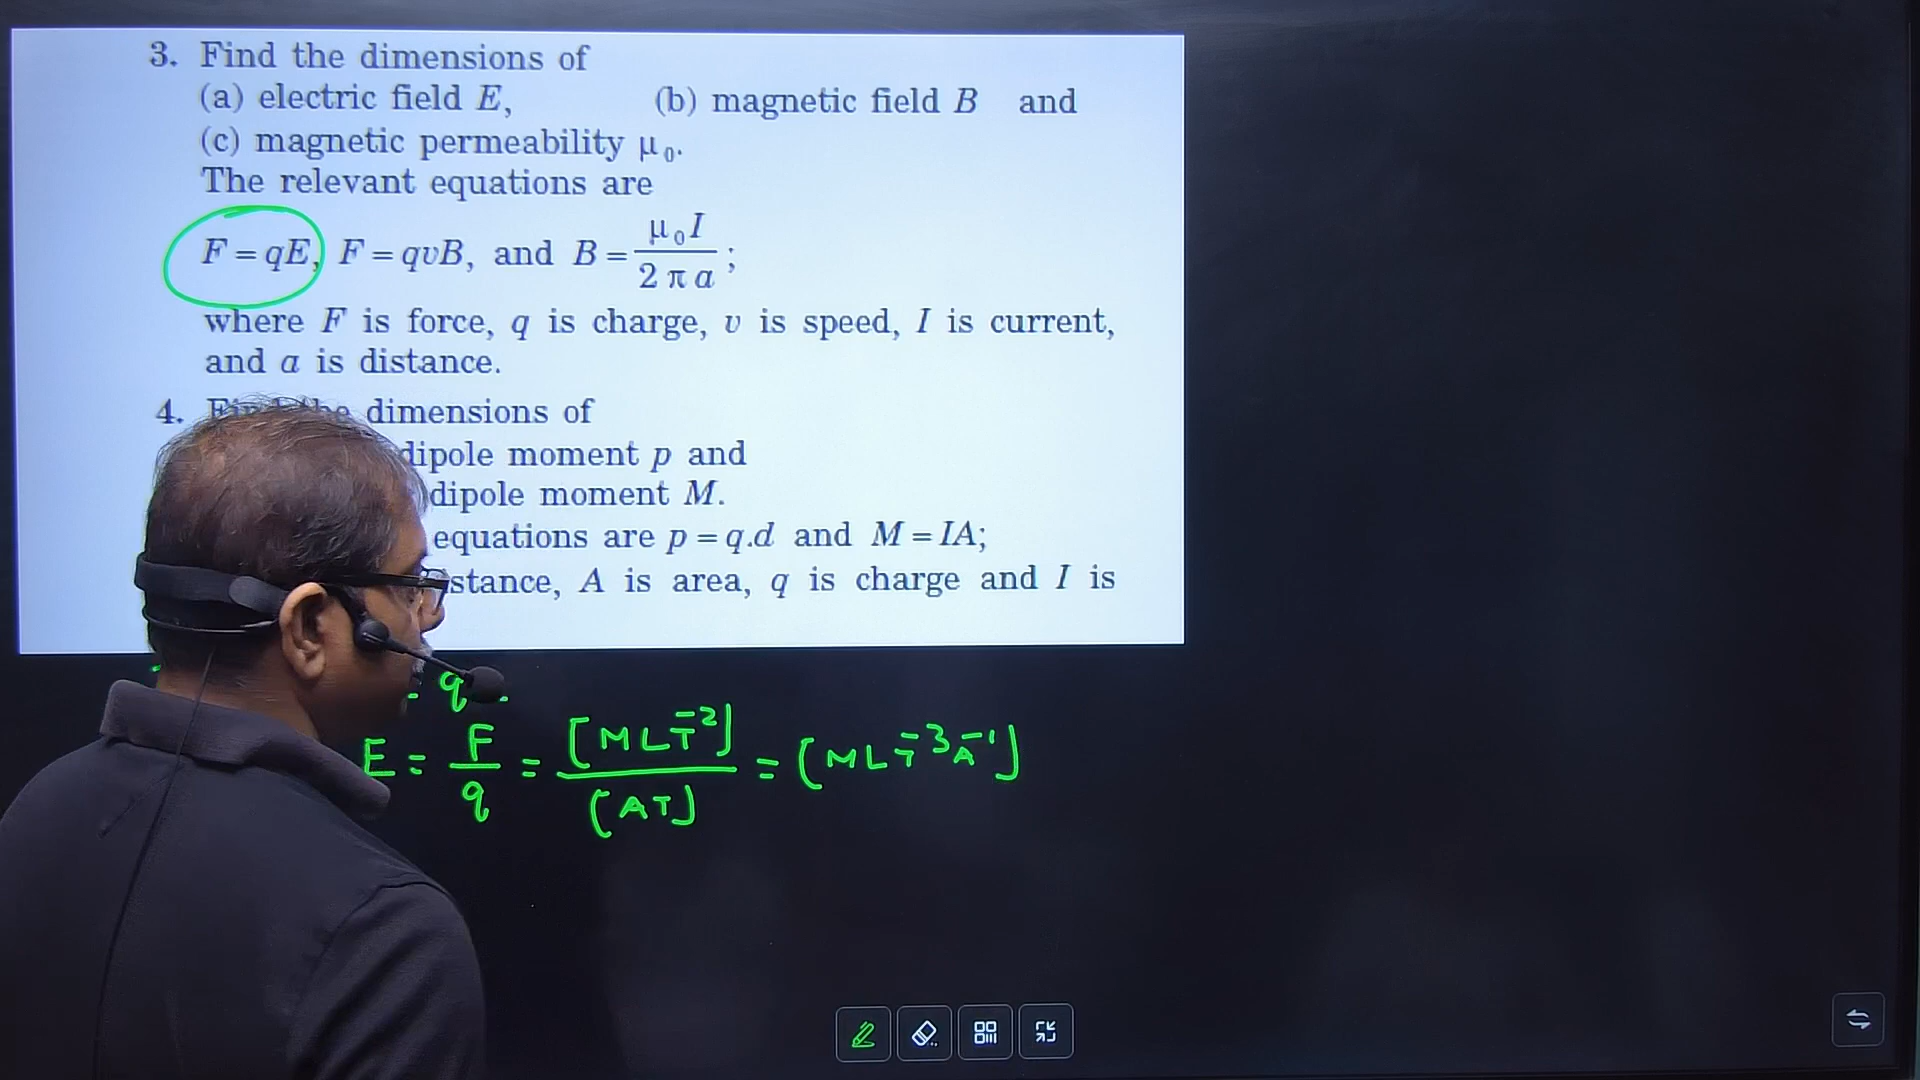 3. Find the dimensions of
(a) electric field E, (b) magnetic field B and
(c) magnetic permeability μ₀.
The relevant equations are
F = qE, F = qvB, and B = μ₀I / 2 π a ;
where F is force, q is charge, v is speed, I is current,
and a is distance.
4. Find the dimensions of
dipole moment p and
dipole moment M.
equations are p = q.d and M = IA;
stance, A is area, q is charge and I is
E = F / q = [MLT⁻²] / [AT] = [MLT⁻³A⁻¹]